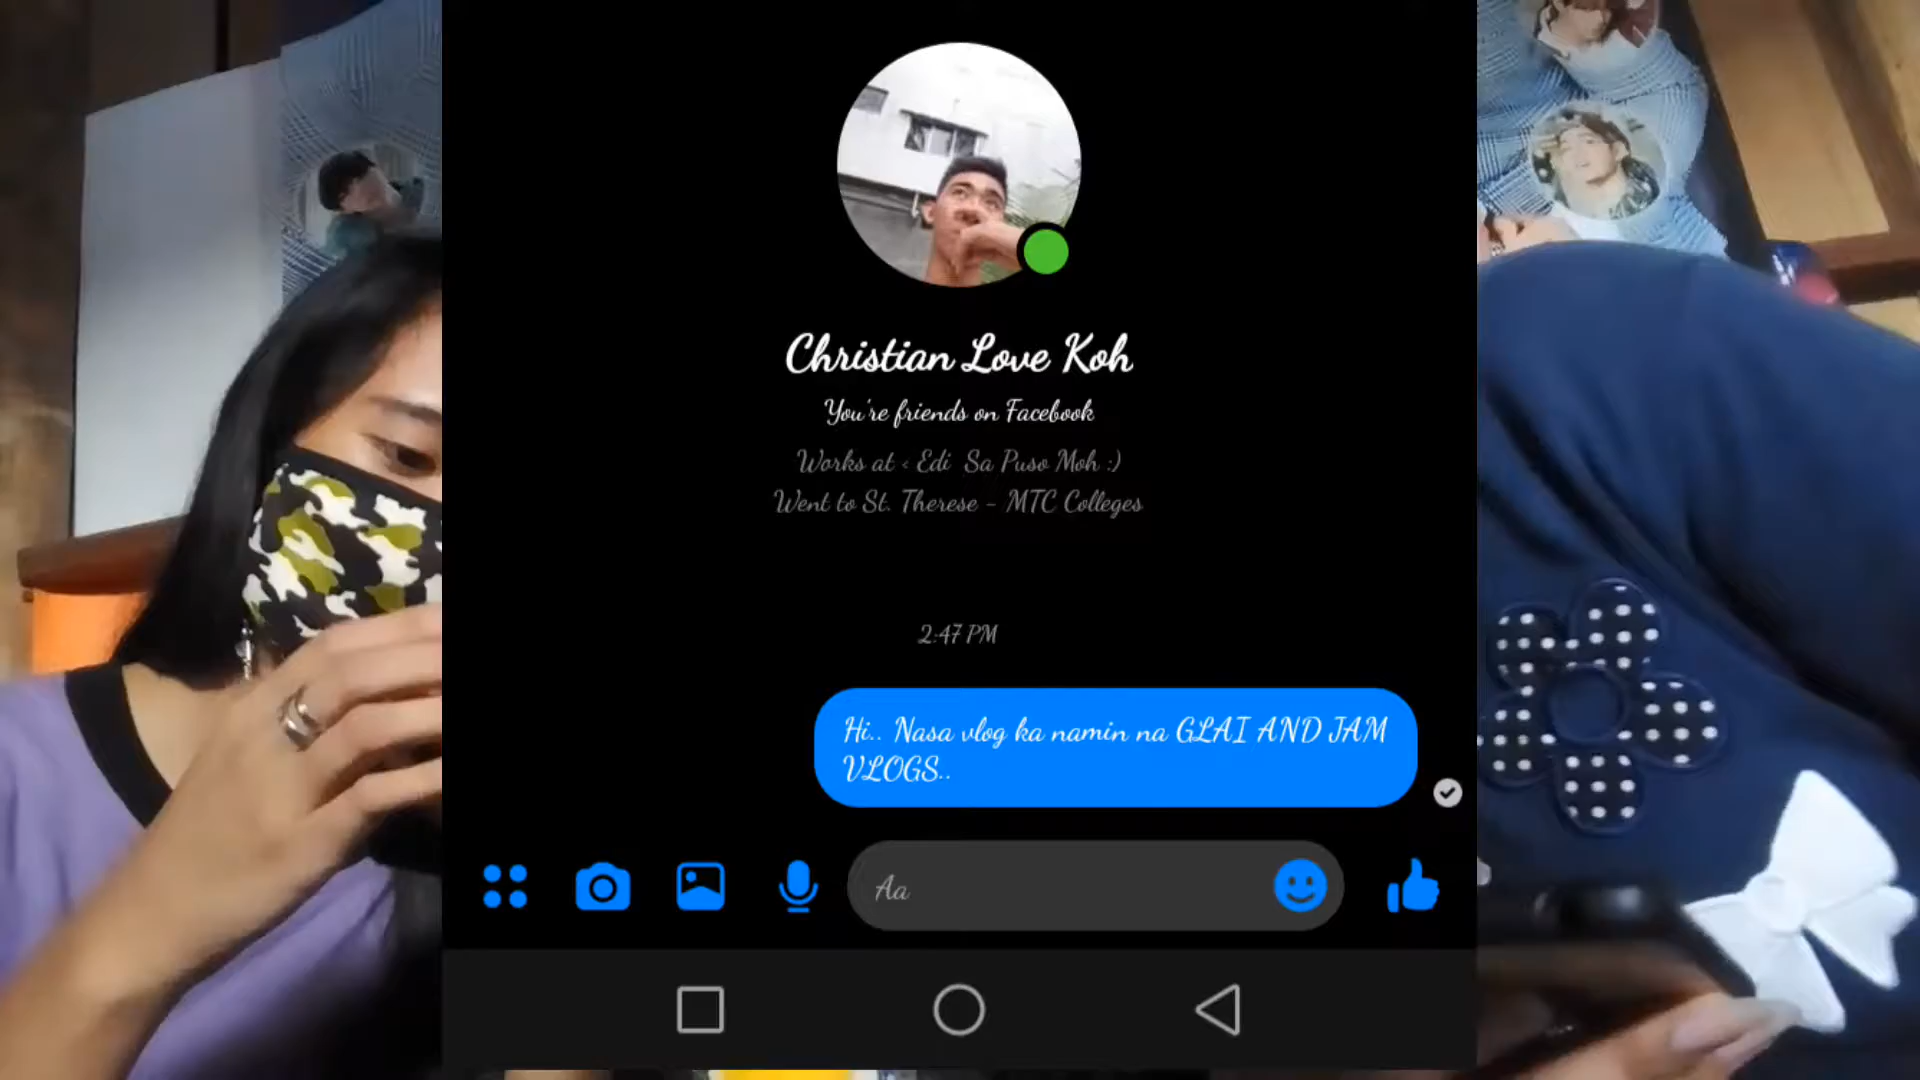 Christian Love Koh
You're friends on Facebook
Works at < Edi Sa Puso Moh :)
Went to St. Therese - MTC Colleges
2:47 PM
Hi.. Nasa vlog ka namin na GLAI AND JAM
VLOGS..
Aa